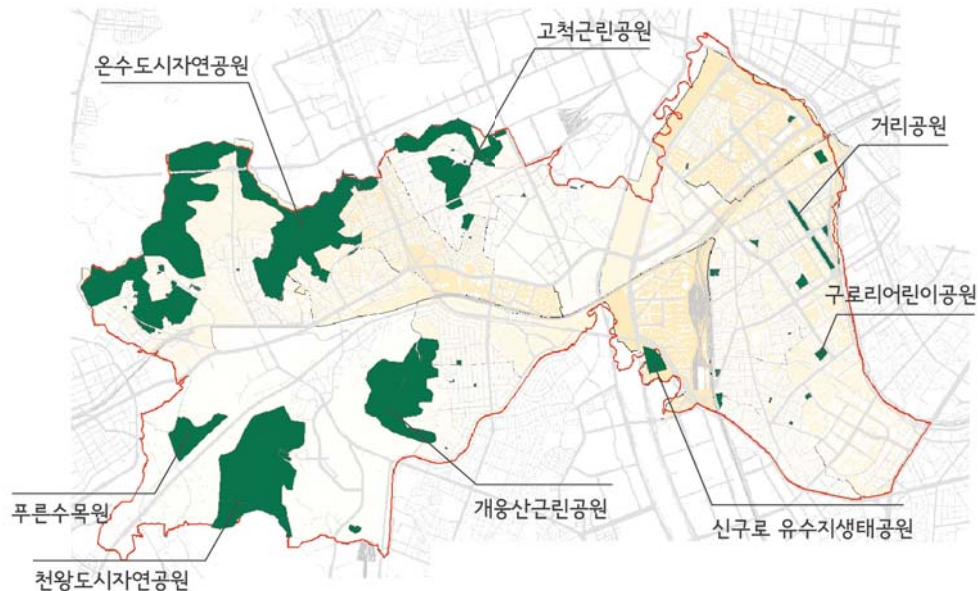 고척근린공원
온수도시자연공원
거리공원
구로리어린이공원
푸른수목원
개웅산근린공원
신구로 유수지생태공원
천왕도시자연공원